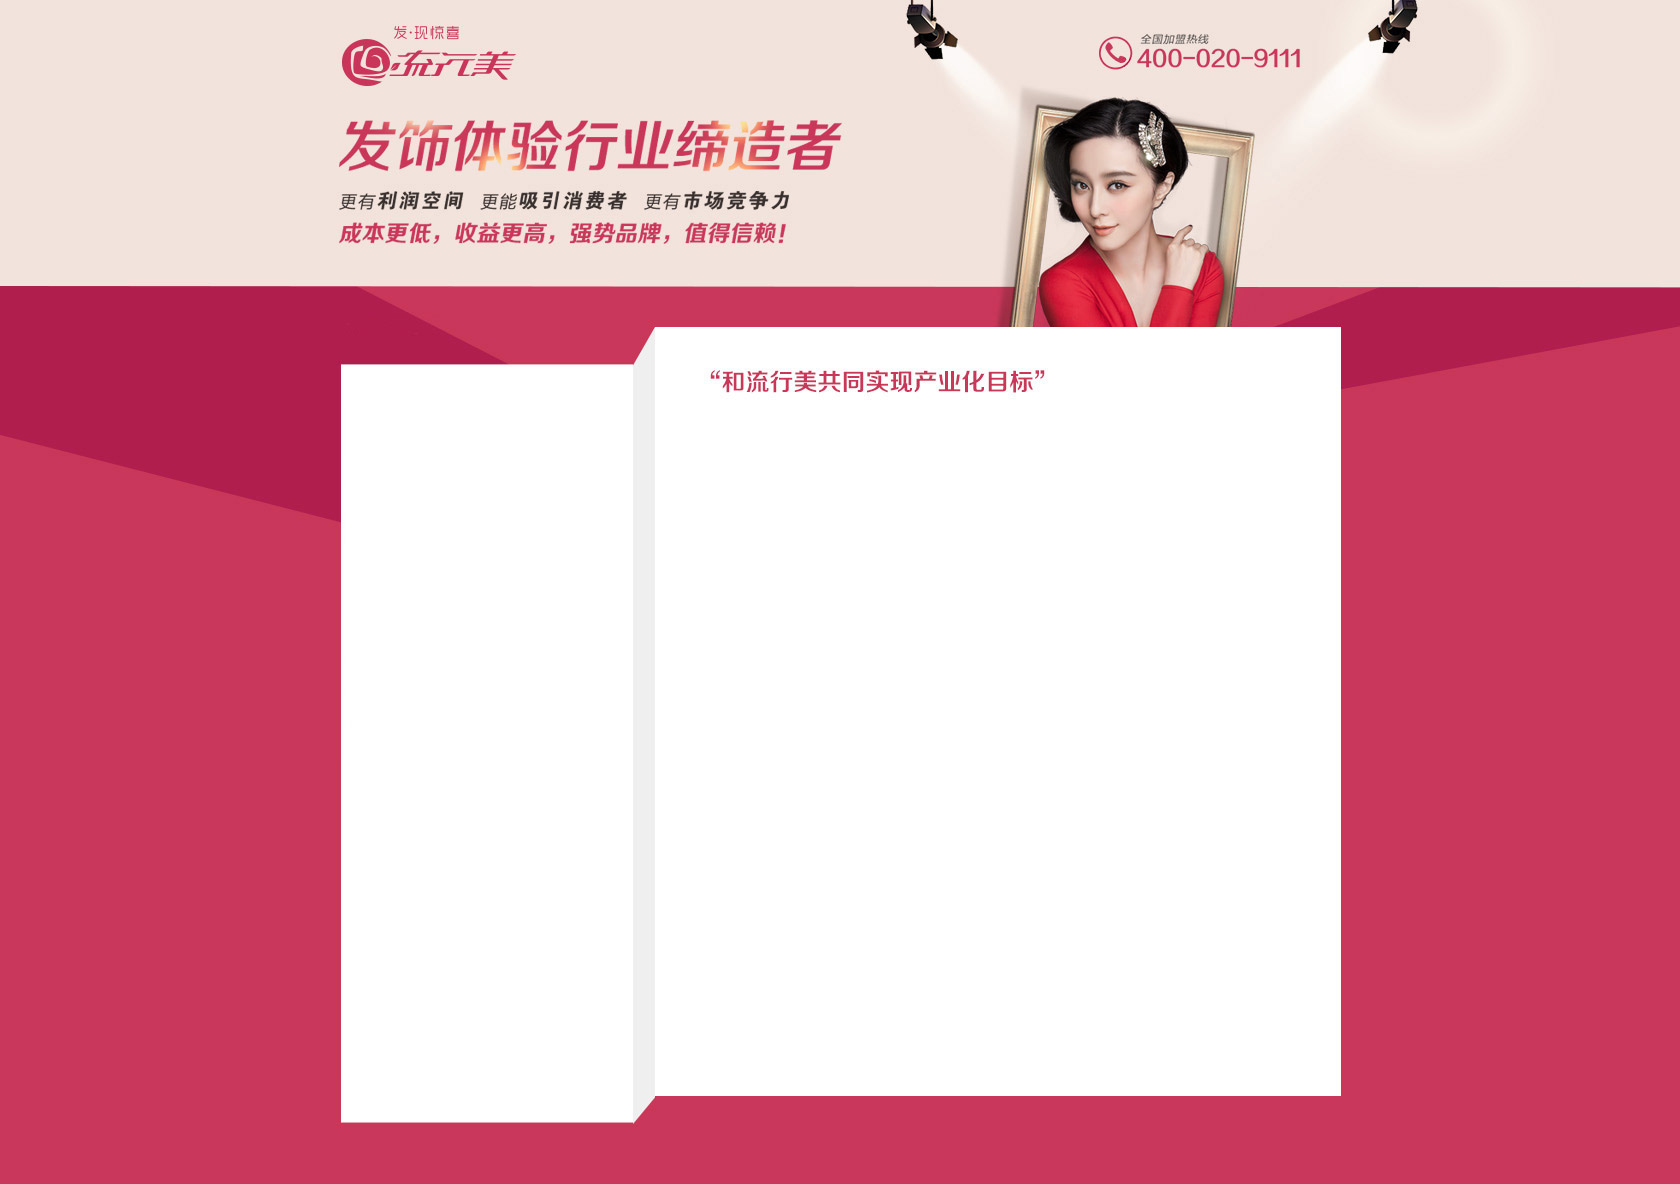 发·现惊喜
流行美
全国加盟热线
400-020-9111
发饰体验行业缔造者
更有利润空间 更能吸引消费者 更有市场竞争力
成本更低，收益更高，强势品牌，值得信赖！
“和流行美共同实现产业化目标”